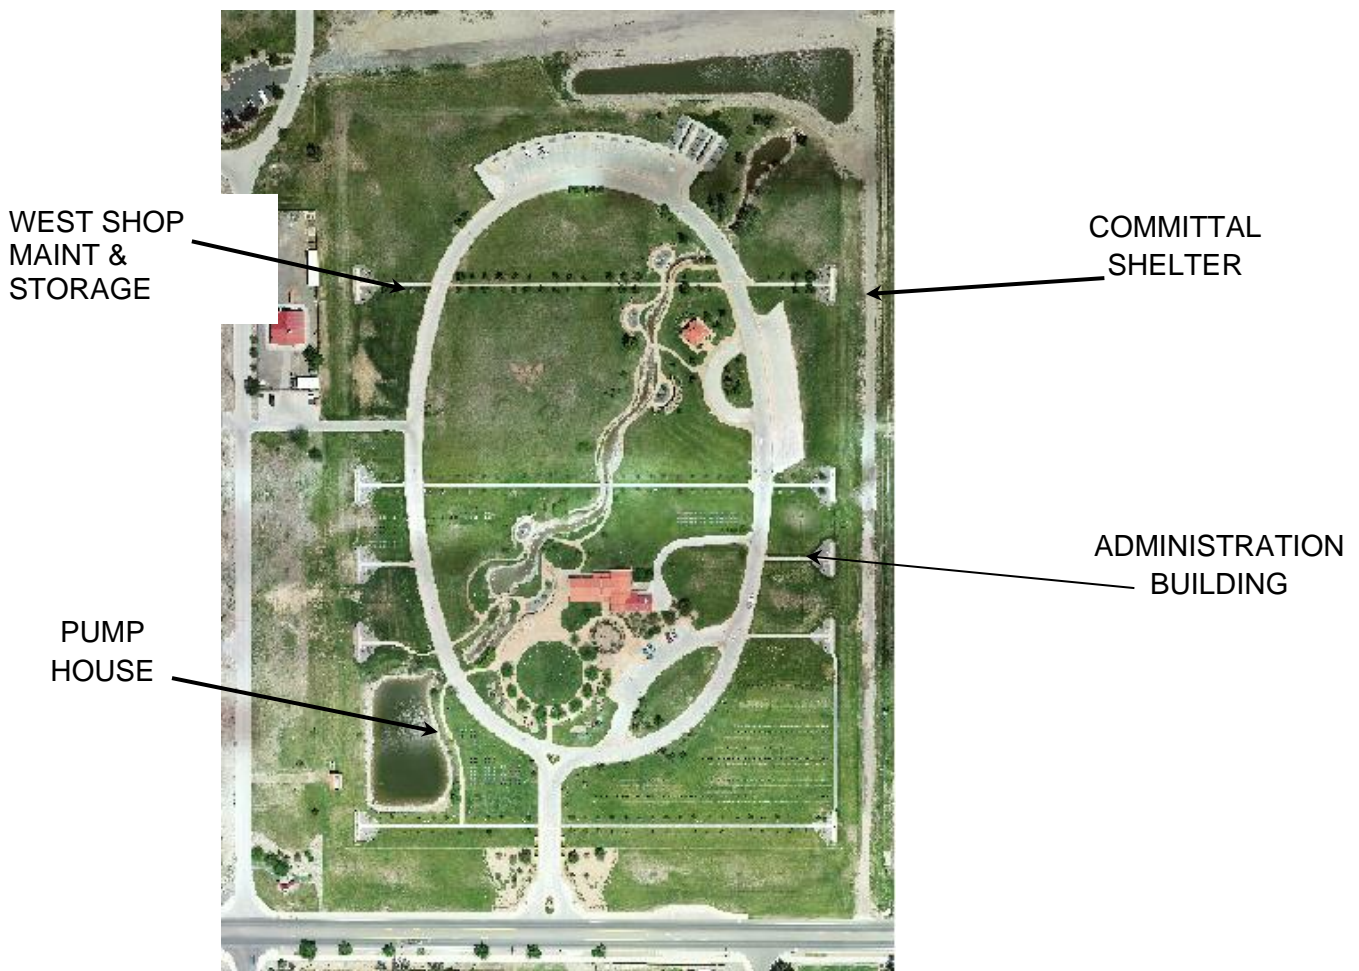 WEST SHOP
MAINT &
STORAGE
COMMITTAL
SHELTER
ADMINISTRATION
BUILDING
PUMP
HOUSE